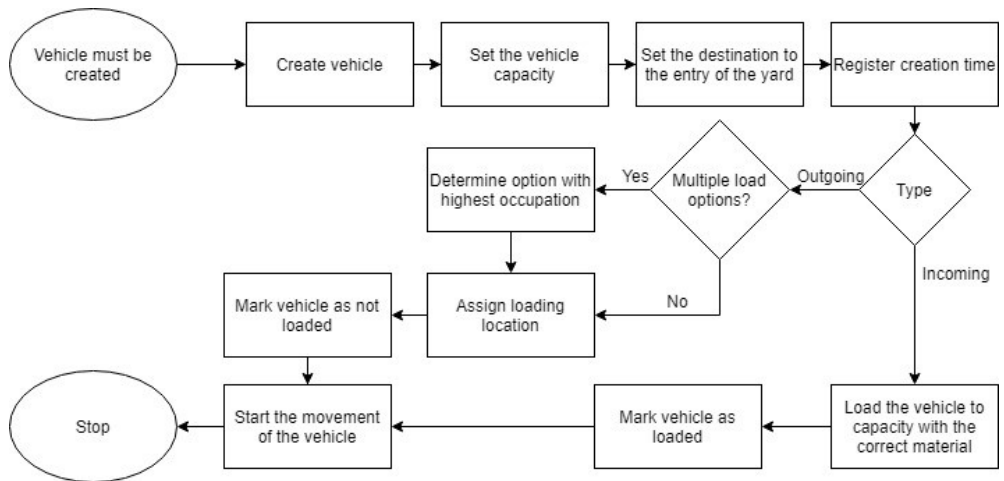 Vehicle must be
created
Create vehicle
Set the vehicle
capacity
Set the destination to
the entry of the yard
Register creation time
Determine option with
highest occupation
Yes
Multiple load
options?
Outgoing
Type
Incoming
Mark vehicle as not
loaded
Assign loading
location
No
Stop
Start the movement
of the vehicle
Mark vehicle as
loaded
Load the vehicle to
capacity with the
correct material